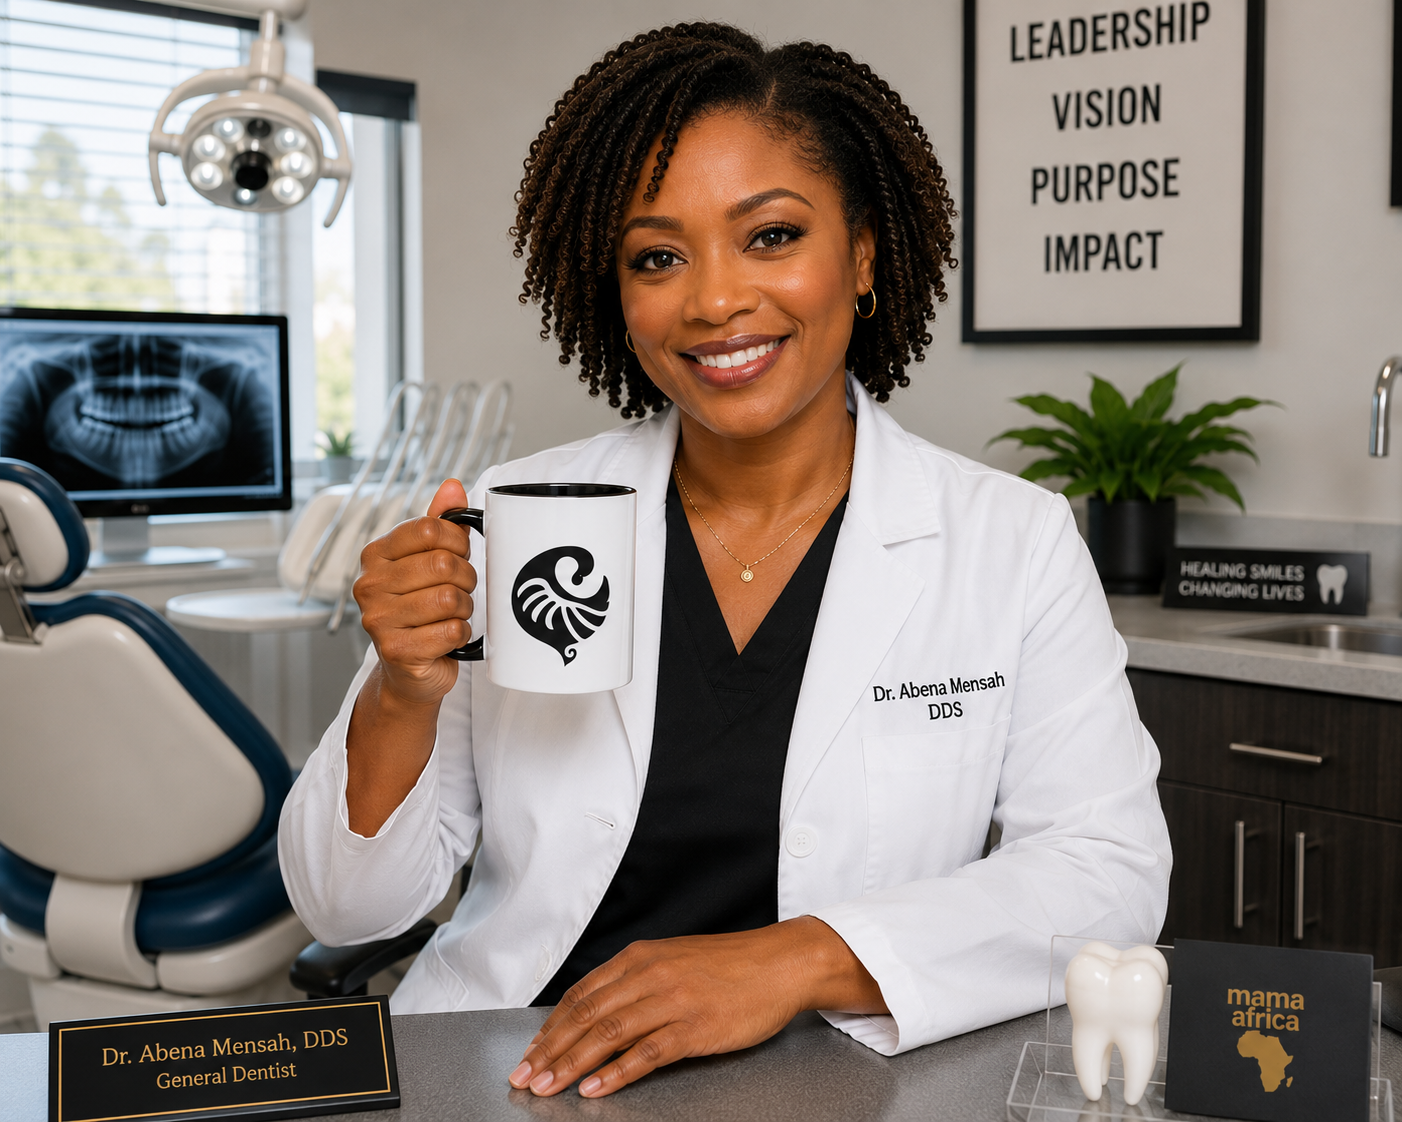 LEADERSHIP
VISION
PURPOSE
IMPACT
HEALING SMILES
CHANGING LIVES
Dr. Abena Mensah
DDS
Dr. Abena Mensah, DDS
General Dentist
mama
africa